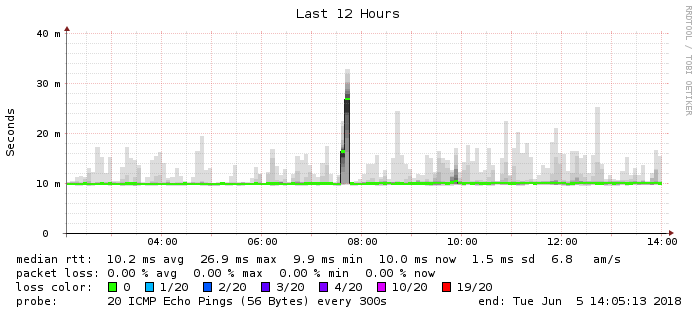 Last 12 Hours
RRDTOOL / TOBI OETIKER
Seconds
40 m
30 m
20 m
10 m
0
04:00 06:00 08:00 10:00 12:00 14:00
median rtt: 10.2 ms avg 26.9 ms max 9.9 ms min 10.0 ms now 1.5 ms sd 6.8 am/s
packet loss: 0.00 % avg 0.00 % max 0.00 % min 0.00 % now
loss color: 0 1/20 2/20 3/20 4/20 10/20 19/20
probe: 20 ICMP Echo Pings (56 Bytes) every 300s end: Tue Jun 5 14:05:13 2018